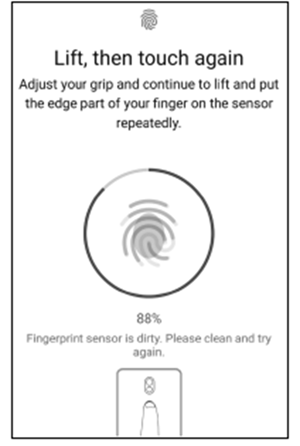 Lift, then touch again
Adjust your grip and continue to lift and put
the edge part of your finger on the sensor
repeatedly.
88%
Fingerprint sensor is dirty. Please clean and try
again.